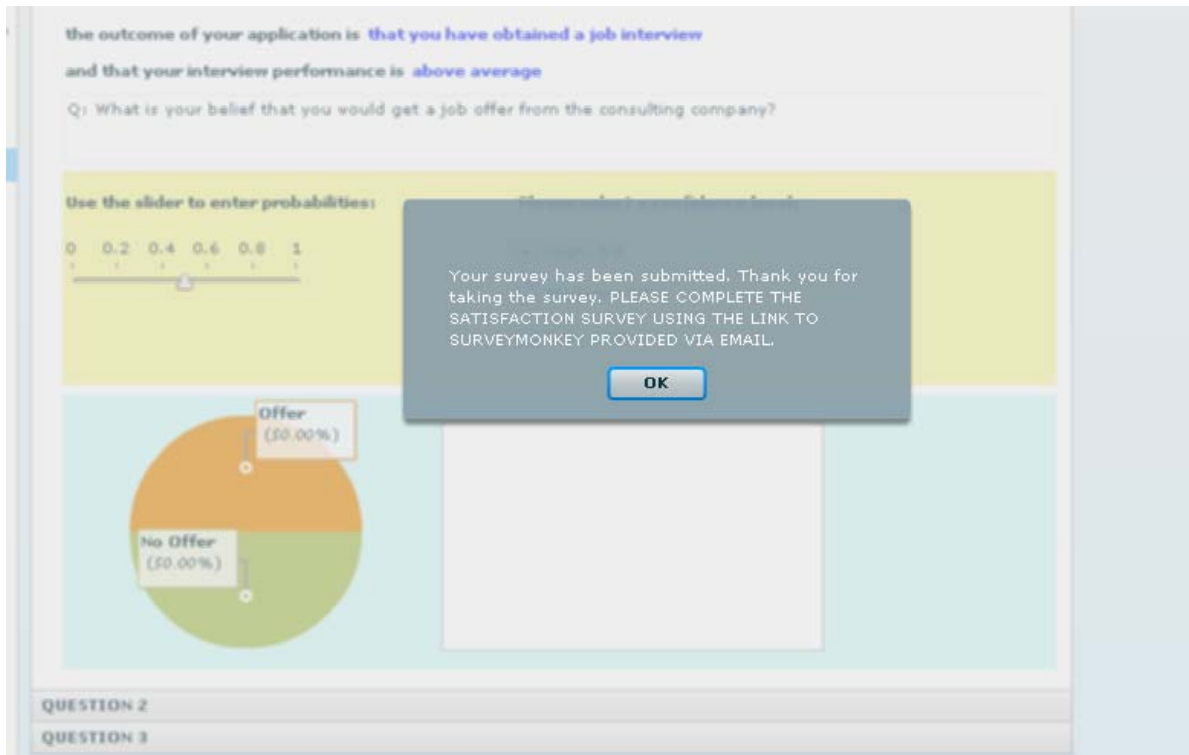 the outcome of your application is that you have obtained a job interview
and that your interview performance is above average
Q: What is your belief that you would get a job offer from the consulting company?
Use the slider to enter probabilities:
0 0.2 0.4 0.6 0.8 1
Your survey has been submitted. Thank you for
taking the survey. PLEASE COMPLETE THE
SATISFACTION SURVEY USING THE LINK TO
SURVEYMONKEY PROVIDED VIA EMAIL.
OK
Offer
(50.00%)
No Offer
(50.00%)
QUESTION 2
QUESTION 3